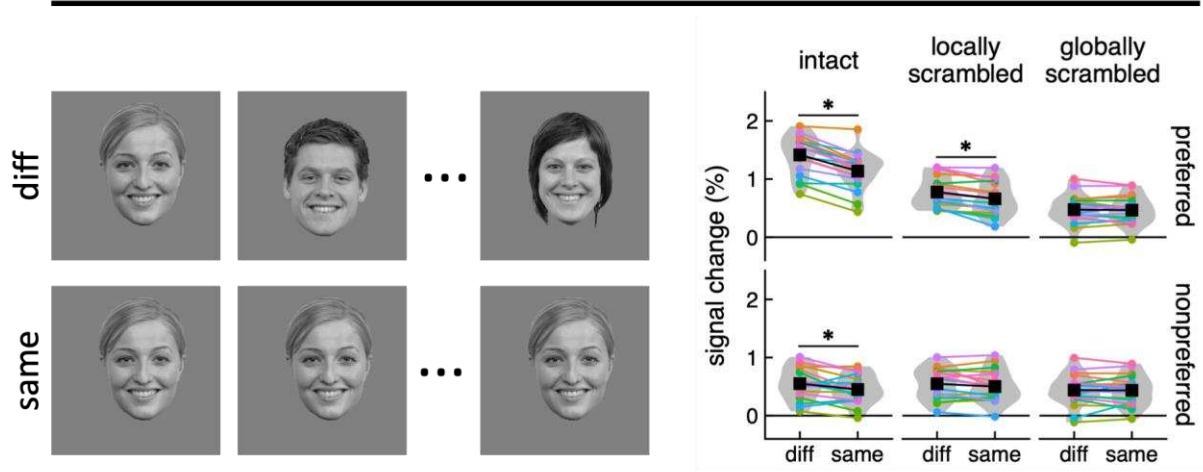 diff
...
same
...
intact
locally
scrambled
globally
scrambled
signal change (%)
2
*
1
*
0
preferred
2
*
1
0
nonpreferred
diff same
diff same
diff same